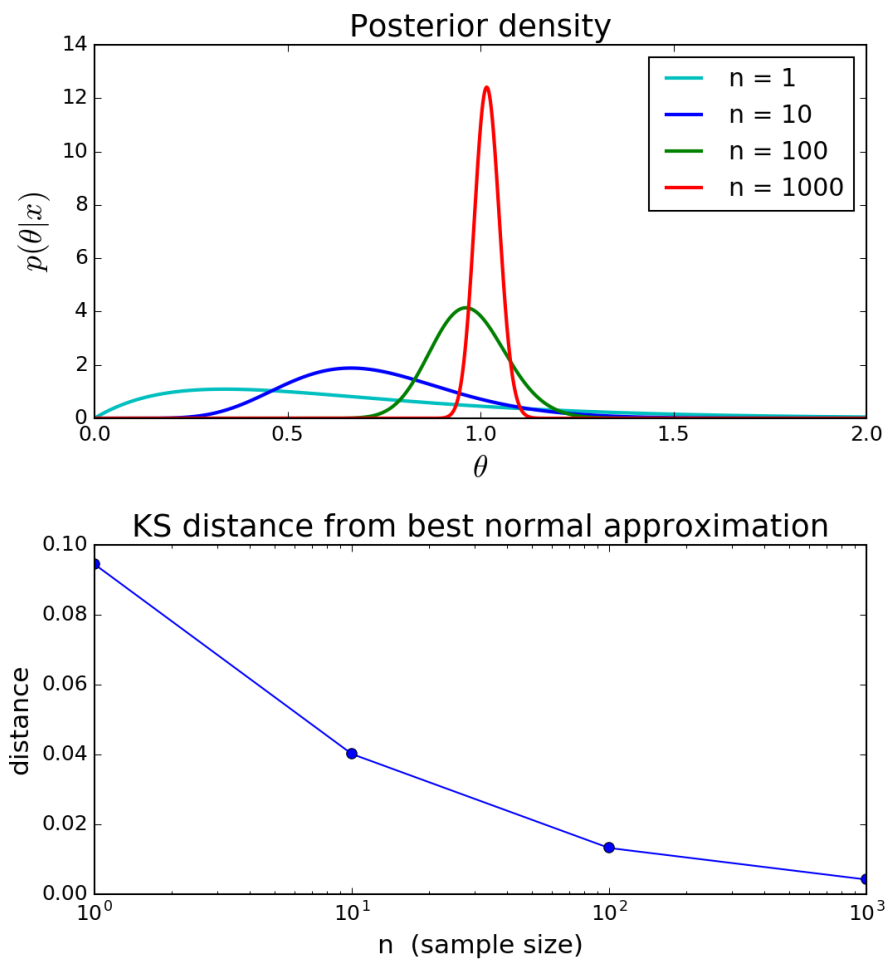 Posterior density
14
12
10
8
6
4
2
0
p(θ|x)
n = 1
n = 10
n = 100
n = 1000
0.0 0.5 1.0 1.5 2.0
θ
KS distance from best normal approximation
0.10
0.08
0.06
0.04
0.02
0.00
distance
10⁰ 10¹ 10² 10³
n (sample size)